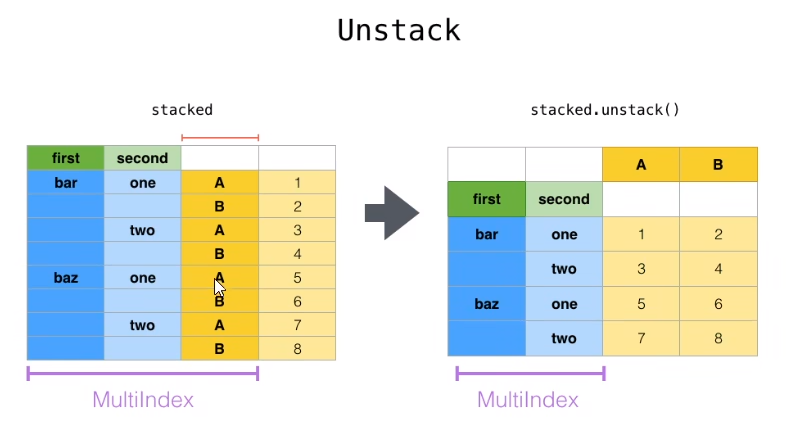 Unstack
stacked
first second
bar one A 1
B 2
two A 3
B 4
baz one A 5
B 6
two A 7
B 8
MultiIndex
stacked.unstack()
A B
first second
bar one 1 2
two 3 4
baz one 5 6
two 7 8
MultiIndex